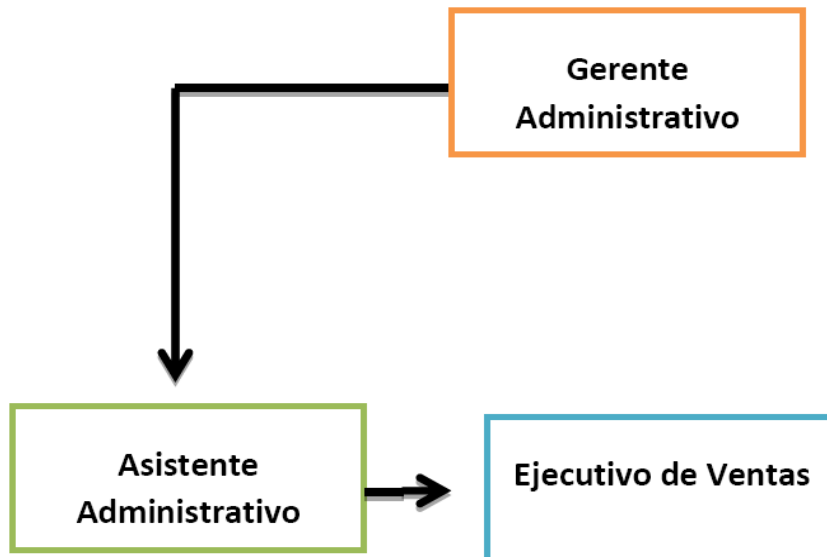 Gerente
Administrativo
Asistente
Administrativo
Ejecutivo de Ventas